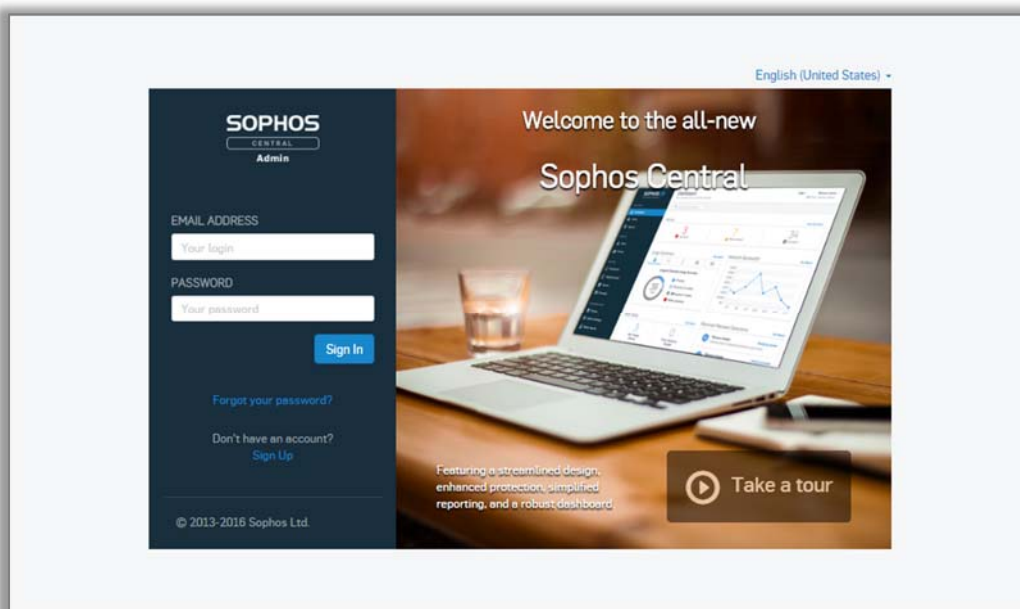 English (United States)
SOPHOS
CENTRAL
Admin
EMAIL ADDRESS
Your login
PASSWORD
Your password
Sign In
Forgot your password?
Don't have an account?
Sign Up
© 2013-2016 Sophos Ltd.
Welcome to the all-new
Sophos Central
Featuring a streamlined design,
enhanced protection, simplified
reporting, and a robust dashboard
Take a tour